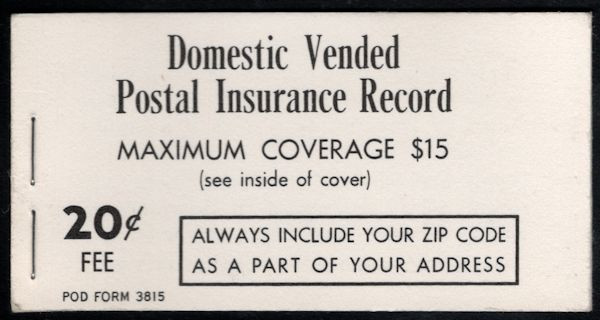 Domestic Vended
Postal Insurance Record
MAXIMUM COVERAGE $15
(see inside of cover)
20¢
FEE
ALWAYS INCLUDE YOUR ZIP CODE
AS A PART OF YOUR ADDRESS
POD FORM 3815